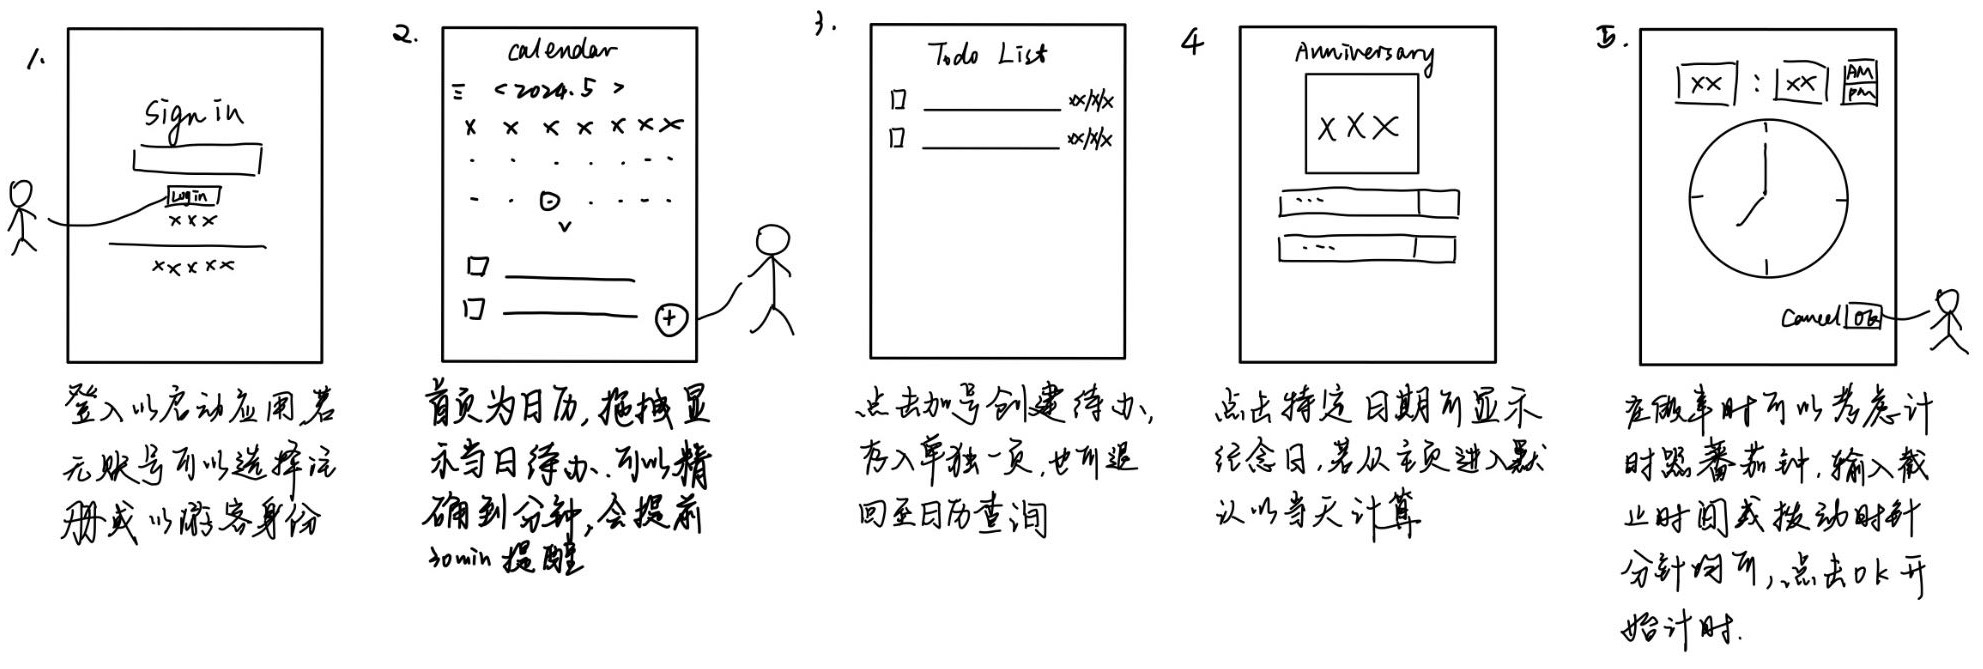 1.
Sign in
Login
xxx
xxxxx
登入以启动应用,若
无账号可以选择注
册或以游客身份
2.
calendar
< 2024.5 >
x x x x x x x
+
首页为日历,拖拽显
示当日待办.可以精
确到分钟,会提前
30min提醒
3.
Todo List
xx/x/x
xx/x/x
点击加号创建待办,
存入单独一页,也可退
回至日历查询
4
Anniversary
XXX
...
...
点击特定日期可显示
纪念日,若从主页进入默
认以当天计算
5.
xx : xx AM
PM
Cancel OK
在做事时可以考虑计
时器番茄钟,输入截
止时间或拨动时针
分针均可,点击OK开
始计时.